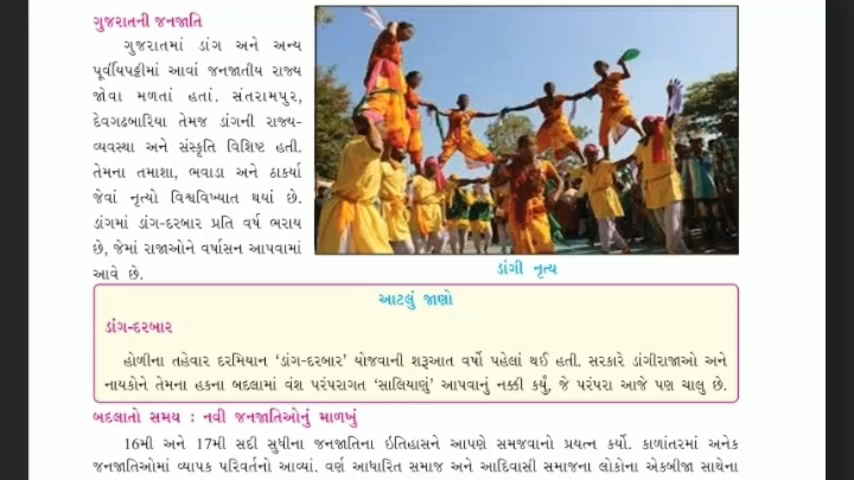 ગુજરાતની જનજાતિ
ગુજરાતમાં ડાંગ અને અન્ય
પૂર્વીયપટ્ટીમાં આવાં જનજાતીય રાજ્ય
જોવા મળતાં હતાં. સંતરામપુર,
દેવગઢબારિયા તેમજ ડાંગની રાજ્ય-
વ્યવસ્થા અને સંસ્કૃતિ વિશિષ્ટ હતી.
તેમના તમાશા, ભવાડા અને ઠાકર્યા
જેવાં નૃત્યો વિશ્વવિખ્યાત થયાં છે.
ડાંગમાં ડાંગ-દરબાર પ્રતિ વર્ષ ભરાય
છે, જેમાં રાજાઓને વર્ષાસન આપવામાં
આવે છે.
ડાંગી નૃત્ય
આટલું જાણો
ડાંગ-દરબાર
હોળીના તહેવાર દરમિયાન ‘ડાંગ-દરબાર’ યોજવાની શરૂઆત વર્ષો પહેલાં થઈ હતી. સરકારે ડાંગીરાજાઓ અને
નાયકોને તેમના હકના બદલામાં વંશ પરંપરાગત ‘સાલિયાણું’ આપવાનું નક્કી કર્યું, જે પરંપરા આજે પણ ચાલુ છે.
બદલાતો સમય : નવી જનજાતિઓનું માળખું
16મી અને 17મી સદી સુધીના જનજાતિના ઇતિહાસને આપણે સમજવાનો પ્રયત્ન કર્યો. કાળાંતરમાં અનેક
જનજાતિઓમાં વ્યાપક પરિવર્તનો આવ્યાં. વર્ણ આધારિત સમાજ અને આદિવાસી સમાજના લોકોના એકબીજા સાથેના